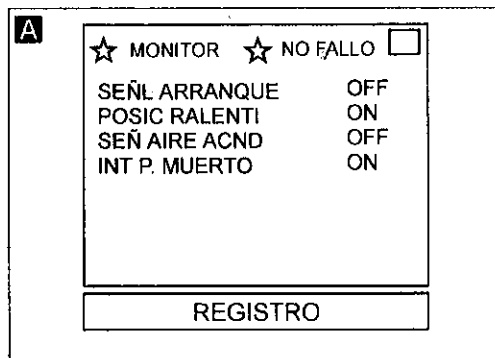 A
☆ MONITOR ☆ NO FALLO
SEÑL ARRANQUE OFF
POSIC RALENTI ON
SEÑ AIRE ACND OFF
INT P. MUERTO ON
REGISTRO